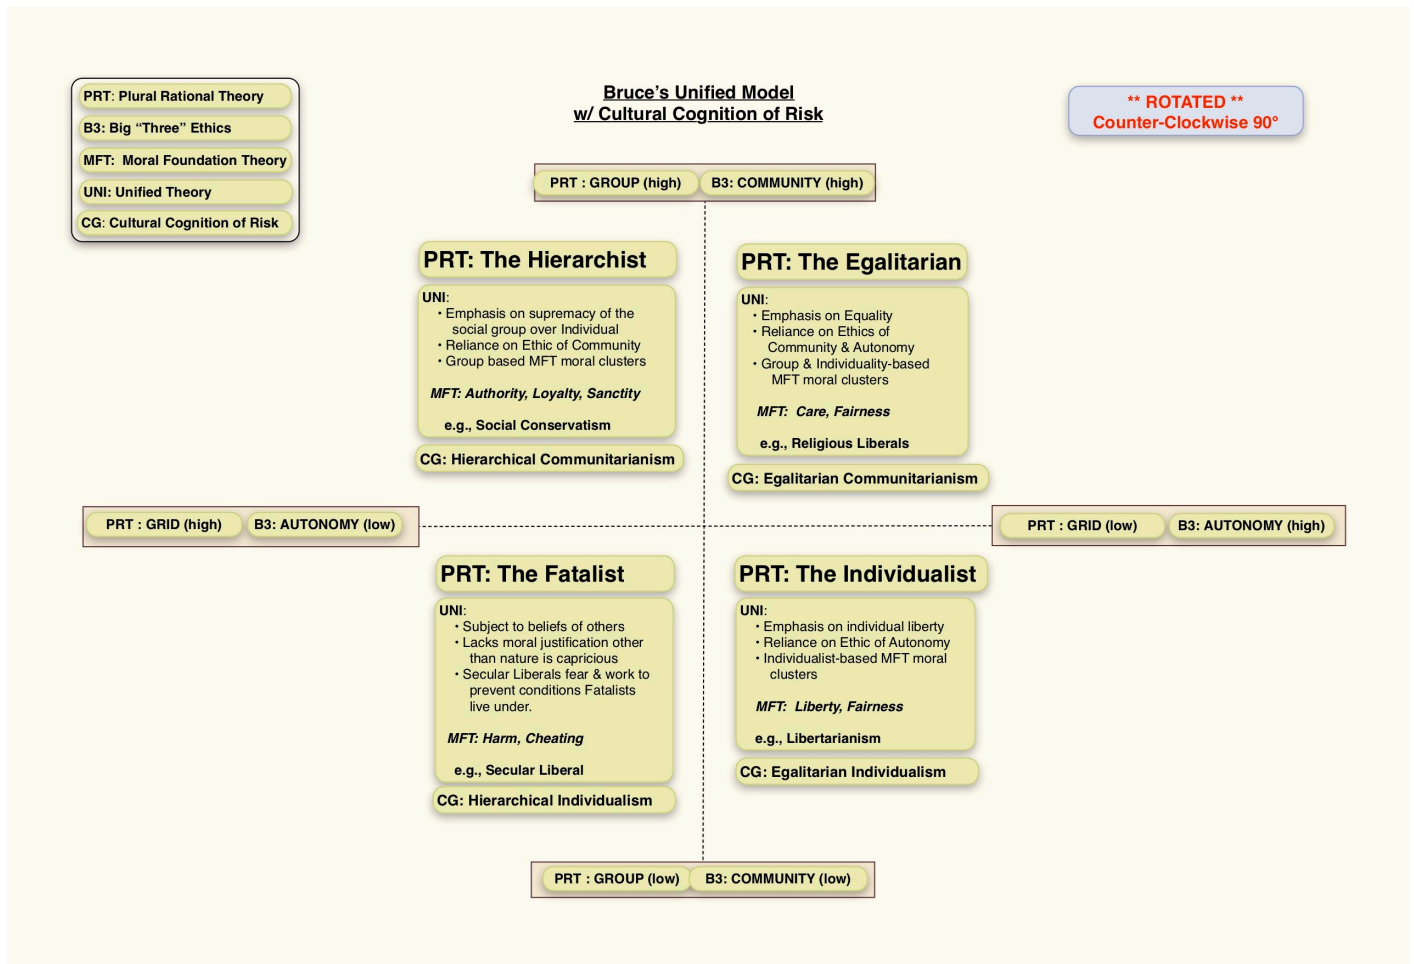 Bruce’s Unified Model
w/ Cultural Cognition of Risk
** ROTATED **
Counter-Clockwise 90°
PRT: Plural Rational Theory
B3: Big “Three” Ethics
MFT:  Moral Foundation Theory
UNI: Unified Theory
CG: Cultural Cognition of Risk
PRT : GROUP (high)
B3: COMMUNITY (high)
PRT: The Hierarchist
UNI:
• Emphasis on supremacy of the
social group over Individual
• Reliance on Ethic of Community
• Group based MFT moral clusters
MFT: Authority, Loyalty, Sanctity
e.g., Social Conservatism
CG: Hierarchical Communitarianism
PRT: The Egalitarian
UNI:
• Emphasis on Equality
• Reliance on Ethics of
Community & Autonomy
• Group & Individuality-based
MFT moral clusters
MFT:  Care, Fairness
e.g., Religious Liberals
CG: Egalitarian Communitarianism
PRT : GRID (high)
B3: AUTONOMY (low)
PRT : GRID (low)
B3: AUTONOMY (high)
PRT: The Fatalist
UNI:
• Subject to beliefs of others
• Lacks moral justification other
than nature is capricious
• Secular Liberals fear & work to
prevent conditions Fatalists
live under.
MFT: Harm, Cheating
e.g., Secular Liberal
CG: Hierarchical Individualism
PRT: The Individualist
UNI:
• Emphasis on individual liberty
• Reliance on Ethic of Autonomy
• Individualist-based MFT moral
clusters
MFT:  Liberty, Fairness
e.g., Libertarianism
CG: Egalitarian Individualism
PRT : GROUP (low)
B3: COMMUNITY (low)